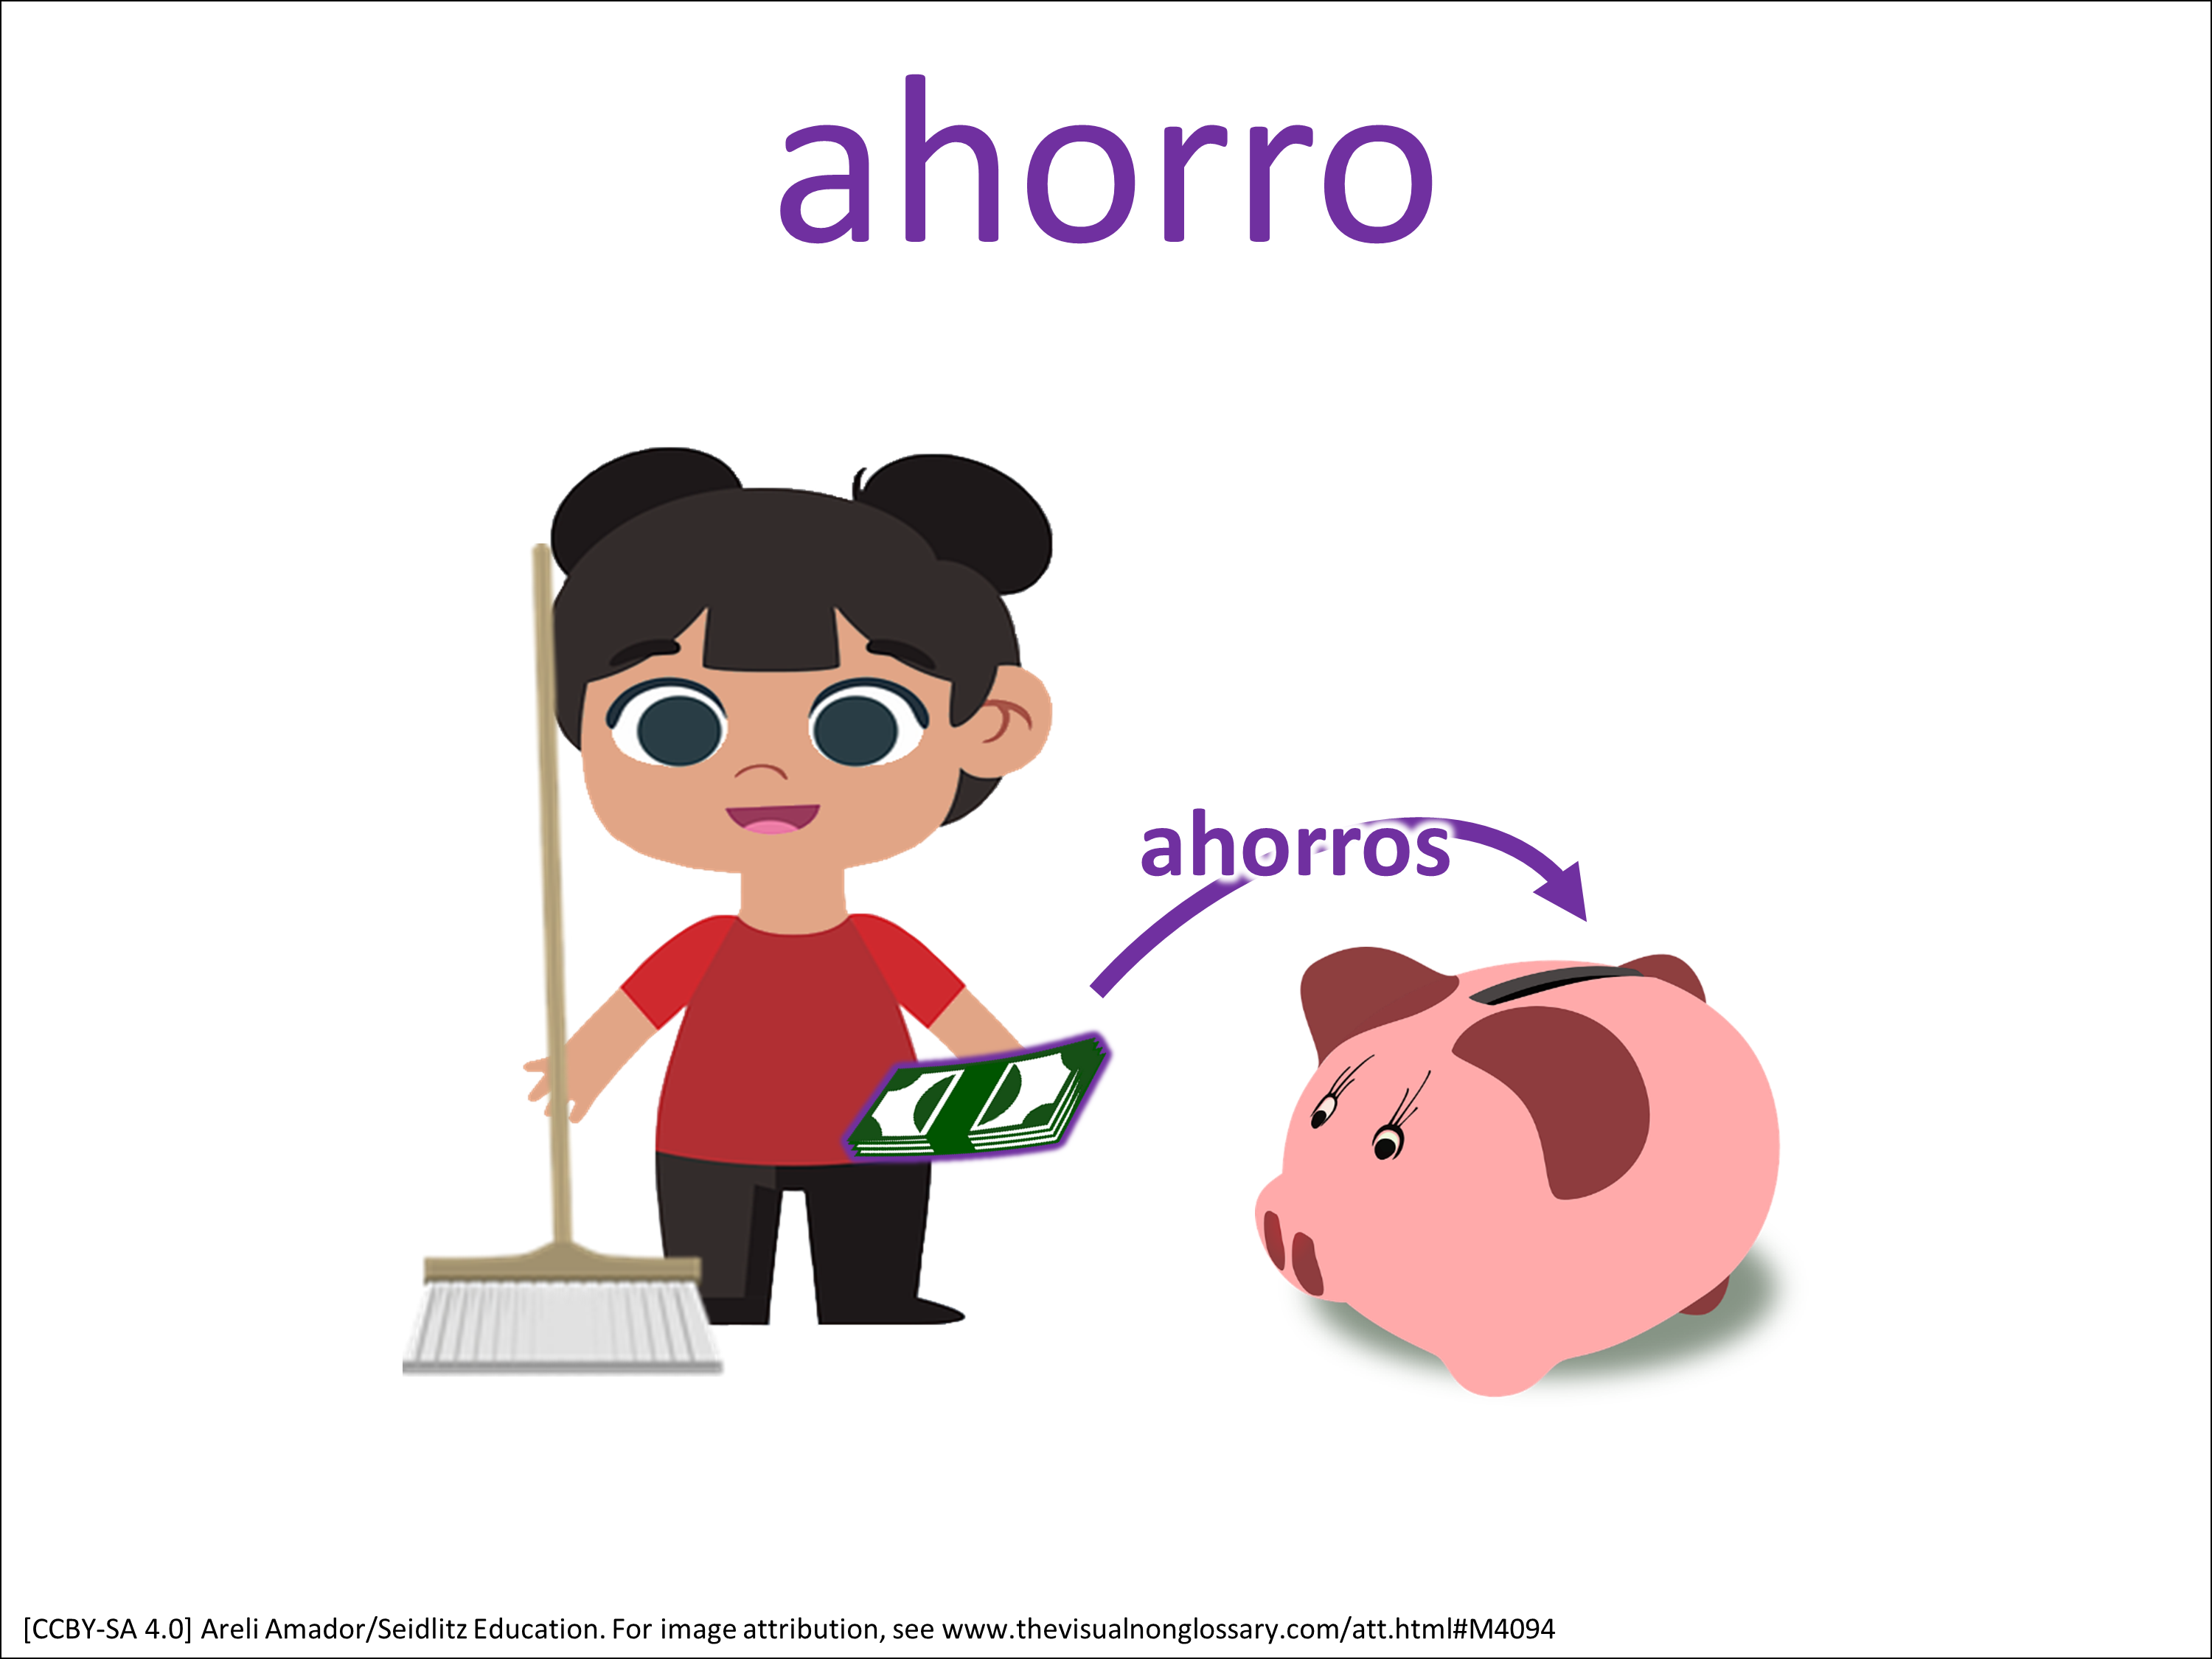 ahorro
ahorros
[CCBY-SA 4.0] Areli Amador/Seidlitz Education. For image attribution, see www.thevisualnonglossary.com/att.html#M4094